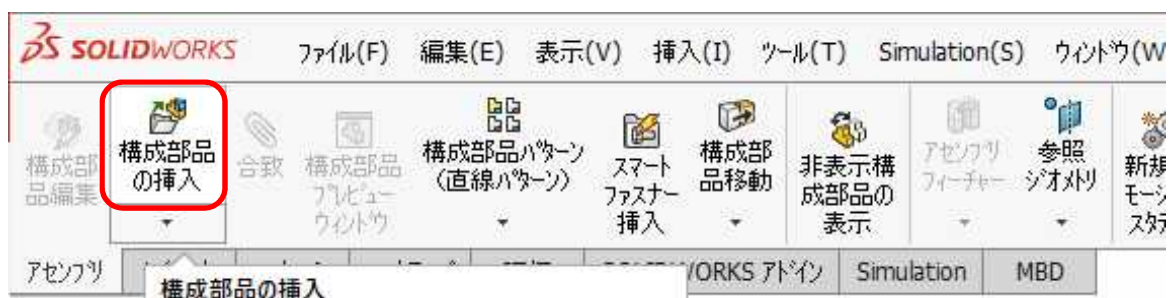 SOLIDWORKS ファイル(F) 編集(E) 表示(V) 挿入(I) ツール(T) Simulation(S) ウィンドウ(W
構成部
品編集
構成部品
の挿入
合致
構成部品
プレビュー
ウィンドウ
構成部品パターン
(直線パターン)
スマート
ファスナー
挿入
構成部
品移動
非表示構
成部品の
表示
アセンブリ
フィーチャー
参照
ジオメトリ
新規
モーシ
スタデ
アセンブリ /ORKS アドイン Simulation MBD
構成部品の挿入